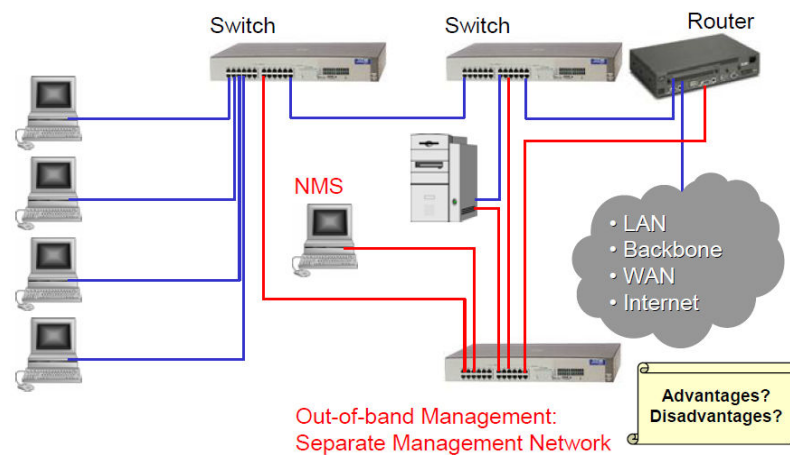 Switch
Switch
Router
NMS
• LAN
• Backbone
• WAN
• Internet
Advantages?
Disadvantages?
Out-of-band Management:
Separate Management Network